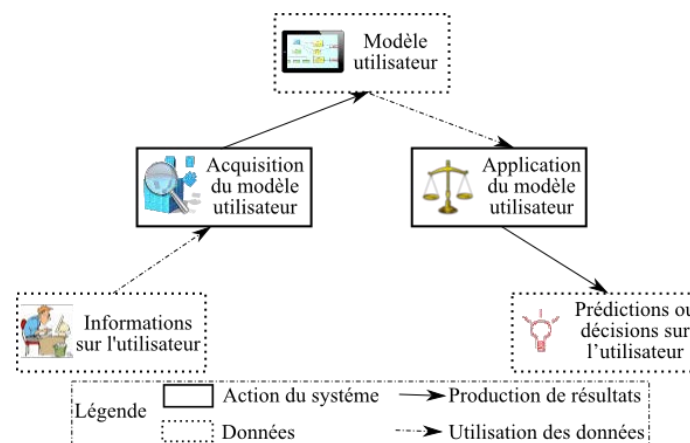 Modèle
utilisateur
Acquisition
du modèle
utilisateur
Application
du modèle
utilisateur
Informations
sur l'utilisateur
Prédictions ou
décisions sur
l’utilisateur
Légende
Action du systéme
Production de résultats
Données
Utilisation des données